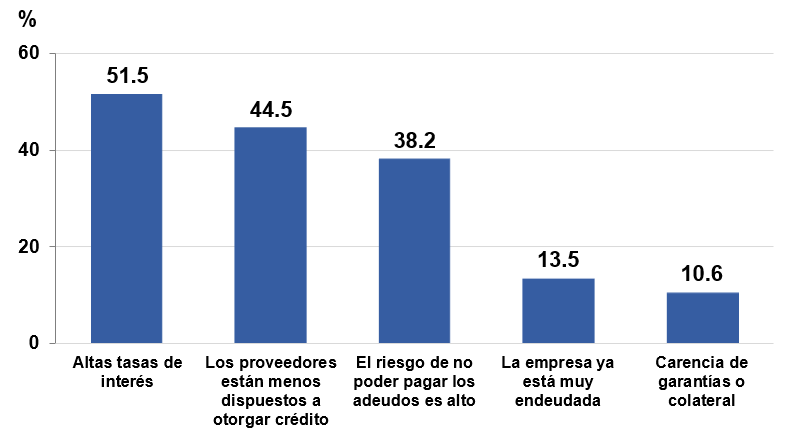 %
60
40
20
0
51.5
44.5
38.2
13.5
10.6
Altas tasas de
interés
Los proveedores
están menos
dispuestos a
otorgar crédito
El riesgo de no
poder pagar los
adeudos es alto
La empresa ya
está muy
endeudada
Carencia de
garantías o
colateral